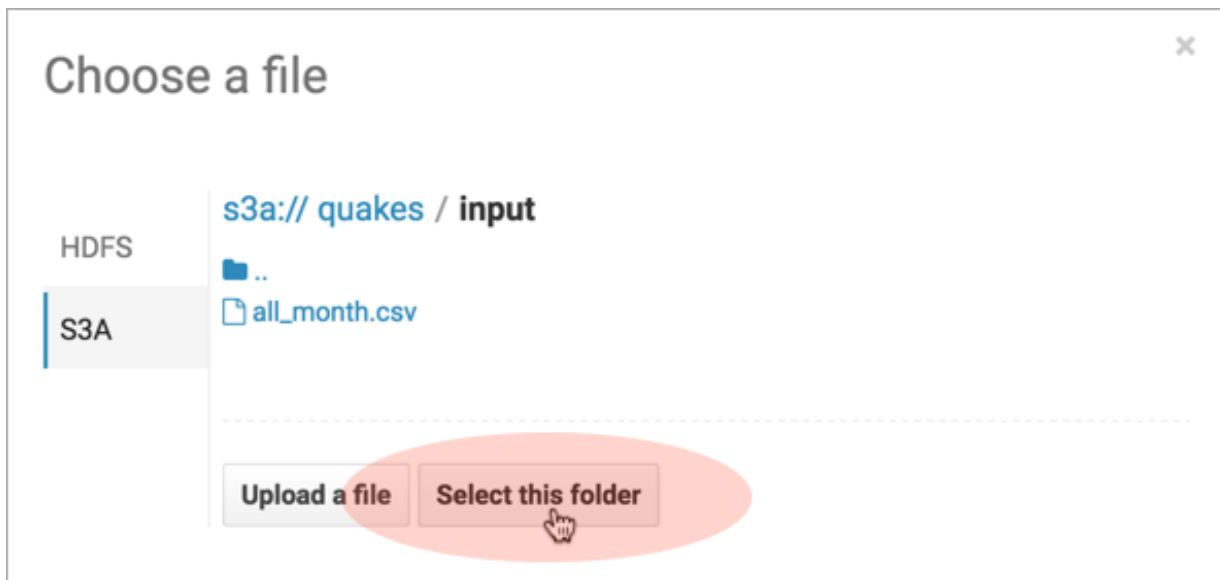 Choose a file
×
HDFS
S3A
s3a:// quakes / input
..
all_month.csv
Upload a file
Select this folder